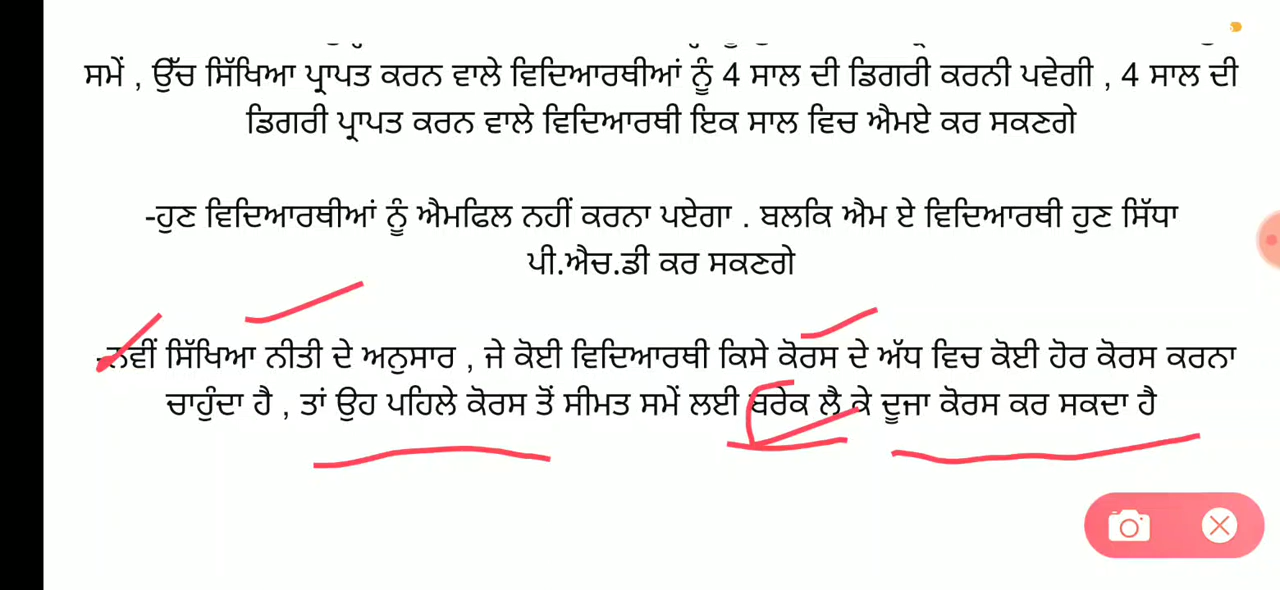 ਸਮੇਂ , ਉੱਚ ਸਿੱਖਿਆ ਪ੍ਰਾਪਤ ਕਰਨ ਵਾਲੇ ਵਿਦਿਆਰਥੀਆਂ ਨੂੰ 4 ਸਾਲ ਦੀ ਡਿਗਰੀ ਕਰਨੀ ਪਵੇਗੀ , 4 ਸਾਲ ਦੀ
ਡਿਗਰੀ ਪ੍ਰਾਪਤ ਕਰਨ ਵਾਲੇ ਵਿਦਿਆਰਥੀ ਇਕ ਸਾਲ ਵਿਚ ਐਮਏ ਕਰ ਸਕਣਗੇ
-ਹੁਣ ਵਿਦਿਆਰਥੀਆਂ ਨੂੰ ਐਮਫਿਲ ਨਹੀਂ ਕਰਨਾ ਪਏਗਾ . ਬਲਕਿ ਐਮ ਏ ਵਿਦਿਆਰਥੀ ਹੁਣ ਸਿੱਧਾ
ਪੀ.ਐਚ.ਡੀ ਕਰ ਸਕਣਗੇ
-ਨਵੀਂ ਸਿੱਖਿਆ ਨੀਤੀ ਦੇ ਅਨੁਸਾਰ , ਜੇ ਕੋਈ ਵਿਦਿਆਰਥੀ ਕਿਸੇ ਕੋਰਸ ਦੇ ਅੱਧ ਵਿਚ ਕੋਈ ਹੋਰ ਕੋਰਸ ਕਰਨਾ
ਚਾਹੁੰਦਾ ਹੈ , ਤਾਂ ਉਹ ਪਹਿਲੇ ਕੋਰਸ ਤੋਂ ਸੀਮਤ ਸਮੇਂ ਲਈ ਬਰੇਕ ਲੈ ਕੇ ਦੂਜਾ ਕੋਰਸ ਕਰ ਸਕਦਾ ਹੈ